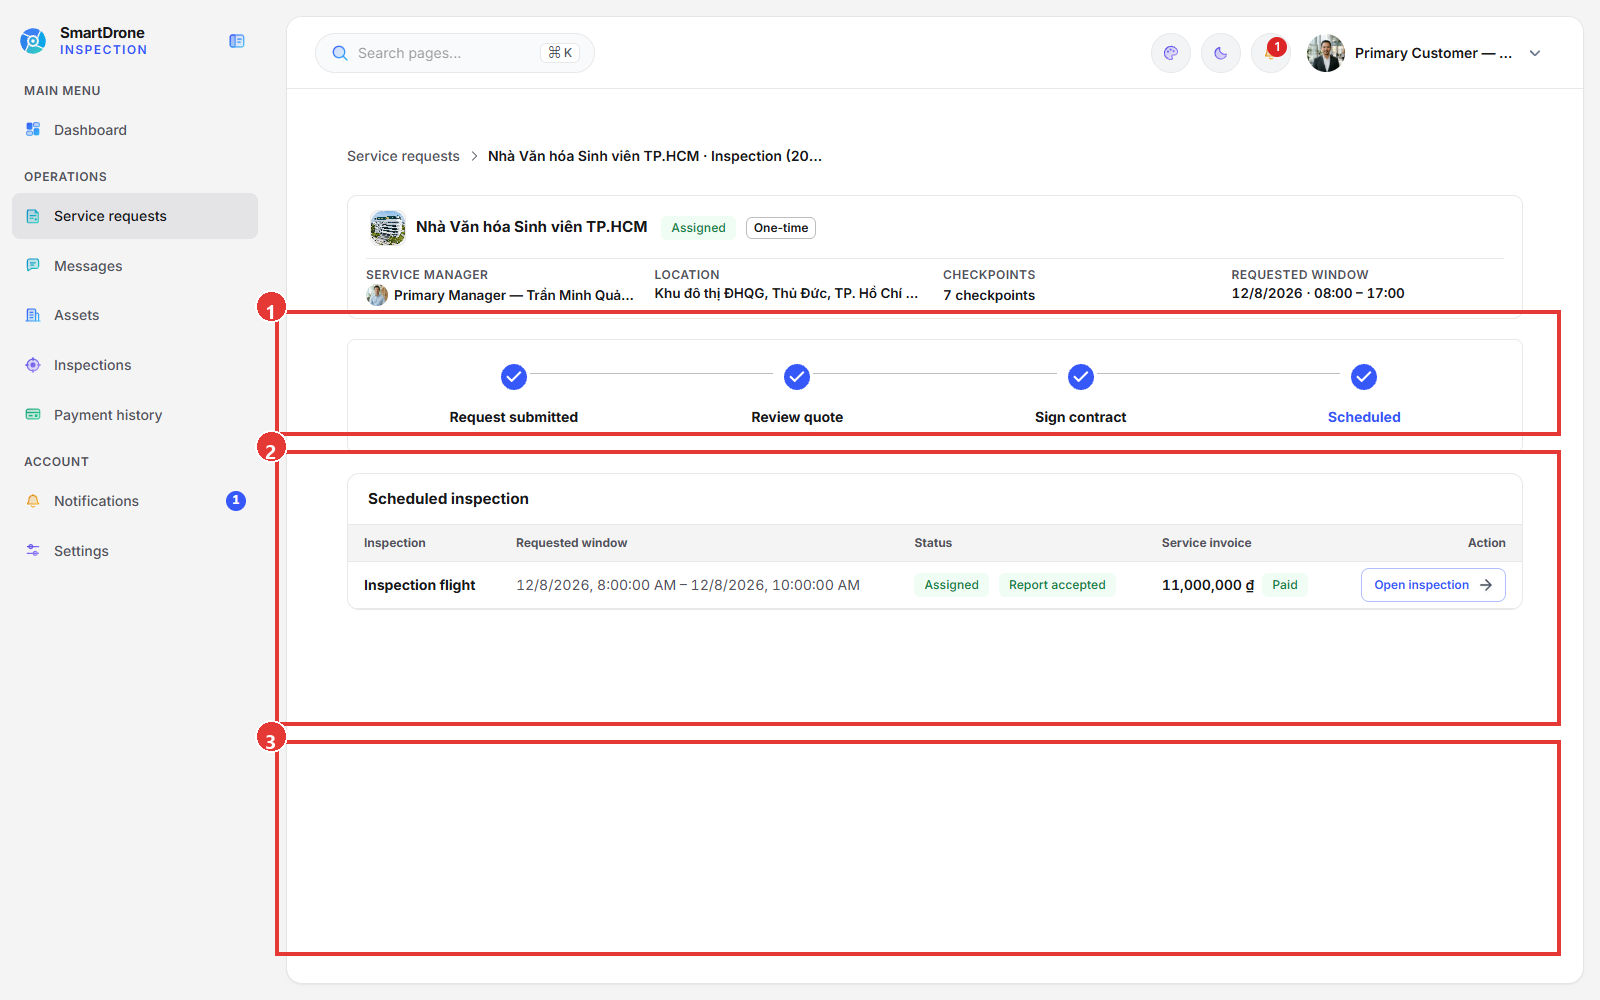 SmartDrone
INSPECTION
MAIN MENU
Dashboard
OPERATIONS
Service requests
Messages
Assets
Inspections
Payment history
ACCOUNT
Notifications
1
Settings
Search pages...
⌘ K
1
Primary Customer — ...
Service requests > Nhà Văn hóa Sinh viên TP.HCM · Inspection (20...
Nhà Văn hóa Sinh viên TP.HCM
Assigned
One-time
SERVICE MANAGER
Primary Manager — Trần Minh Quả...
LOCATION
Khu đô thị ĐHQG, Thủ Đức, TP. Hồ Chí ...
CHECKPOINTS
7 checkpoints
REQUESTED WINDOW
12/8/2026 · 08:00 – 17:00
1
Request submitted
Review quote
Sign contract
Scheduled
2
Scheduled inspection
Inspection Requested window Status Service invoice Action
Inspection flight 12/8/2026, 8:00:00 AM – 12/8/2026, 10:00:00 AM Assigned Report accepted 11,000,000 ₫ Paid Open inspection →
3